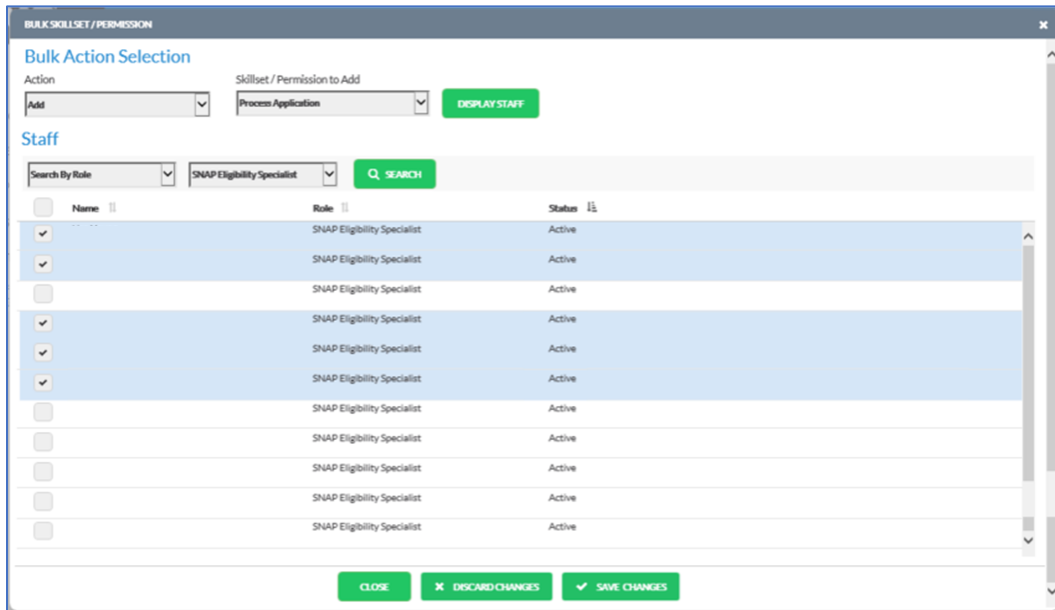 BULK SKILLSET / PERMISSION
Bulk Action Selection
Action Skillset / Permission to Add
Add Process Application DISPLAY STAFF
Staff
Search By Role SNAP Eligibility Specialist SEARCH
Name Role Status
SNAP Eligibility Specialist Active
SNAP Eligibility Specialist Active
SNAP Eligibility Specialist Active
SNAP Eligibility Specialist Active
SNAP Eligibility Specialist Active
SNAP Eligibility Specialist Active
SNAP Eligibility Specialist Active
SNAP Eligibility Specialist Active
SNAP Eligibility Specialist Active
SNAP Eligibility Specialist Active
SNAP Eligibility Specialist Active
CLOSE DISCARD CHANGES SAVE CHANGES